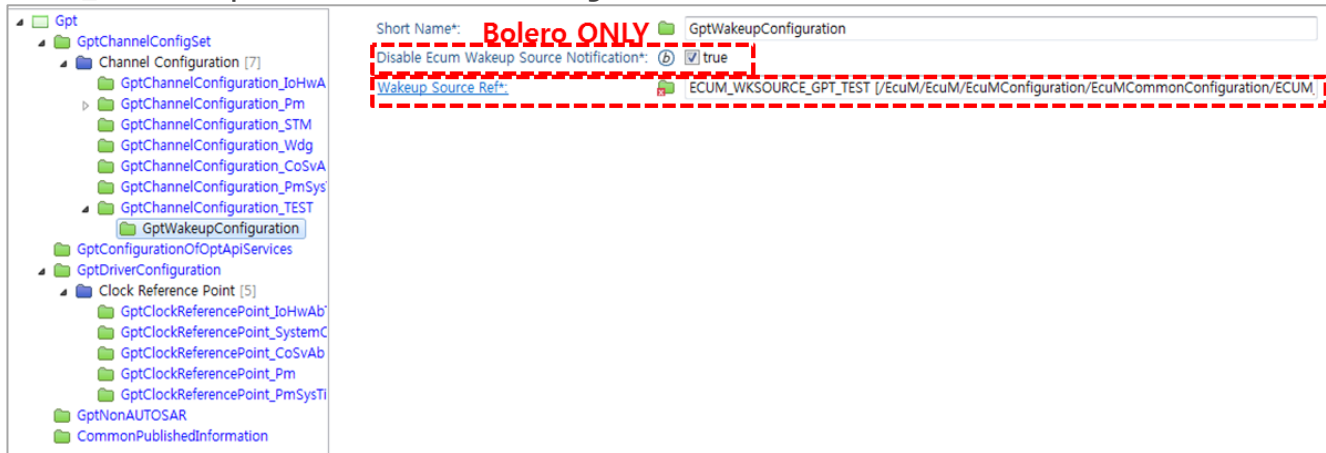 Gpt
GptChannelConfigSet
Channel Configuration [7]
GptChannelConfiguration_IoHwA
GptChannelConfiguration_Pm
GptChannelConfiguration_STM
GptChannelConfiguration_Wdg
GptChannelConfiguration_CoSvA
GptChannelConfiguration_PmSys
GptChannelConfiguration_TEST
GptWakeupConfiguration
GptConfigurationOfOptApiServices
GptDriverConfiguration
Clock Reference Point [5]
GptClockReferencePoint_IoHwAb
GptClockReferencePoint_SystemC
GptClockReferencePoint_CoSvAb
GptClockReferencePoint_Pm
GptClockReferencePoint_PmSysTi
GptNonAUTOSAR
CommonPublishedInformation
Short Name*: Bolero ONLY GptWakeupConfiguration
Disable Ecum Wakeup Source Notification*: true
Wakeup Source Ref*: ECUM_WKSOURCE_GPT_TEST [/EcuM/EcuM/EcuMConfiguration/EcuMCommonConfiguration/ECUM_